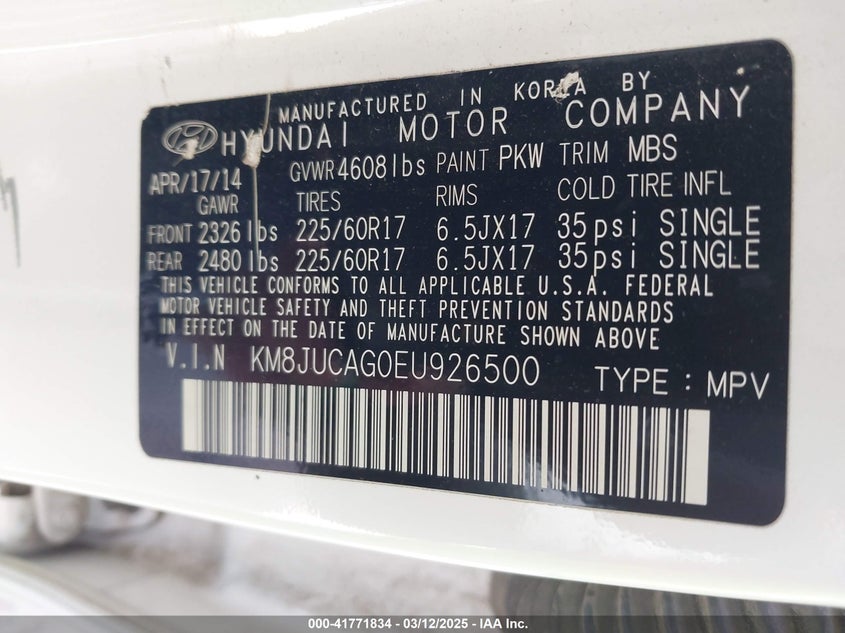 MANUFACTURED IN KOREA BY
HYUNDAI MOTOR COMPANY
APR/17/14 GVWR 4608lbs PAINT PKW TRIM MBS
GAWR TIRES RIMS COLD TIRE INFL
FRONT 2326 lbs 225/60R17 6.5JX17 35psi SINGLE
REAR 2480 lbs 225/60R17 6.5JX17 35psi SINGLE
THIS VEHICLE CONFORMS TO ALL APPLICABLE U.S.A. FEDERAL
MOTOR VEHICLE SAFETY AND THEFT PREVENTION STANDARDS
IN EFFECT ON THE DATE OF MANUFACTURE SHOWN ABOVE
V.I.N KM8JUCAG0EU926500 TYPE : MPV
000-41771834 - 03/12/2025 - IAA Inc.